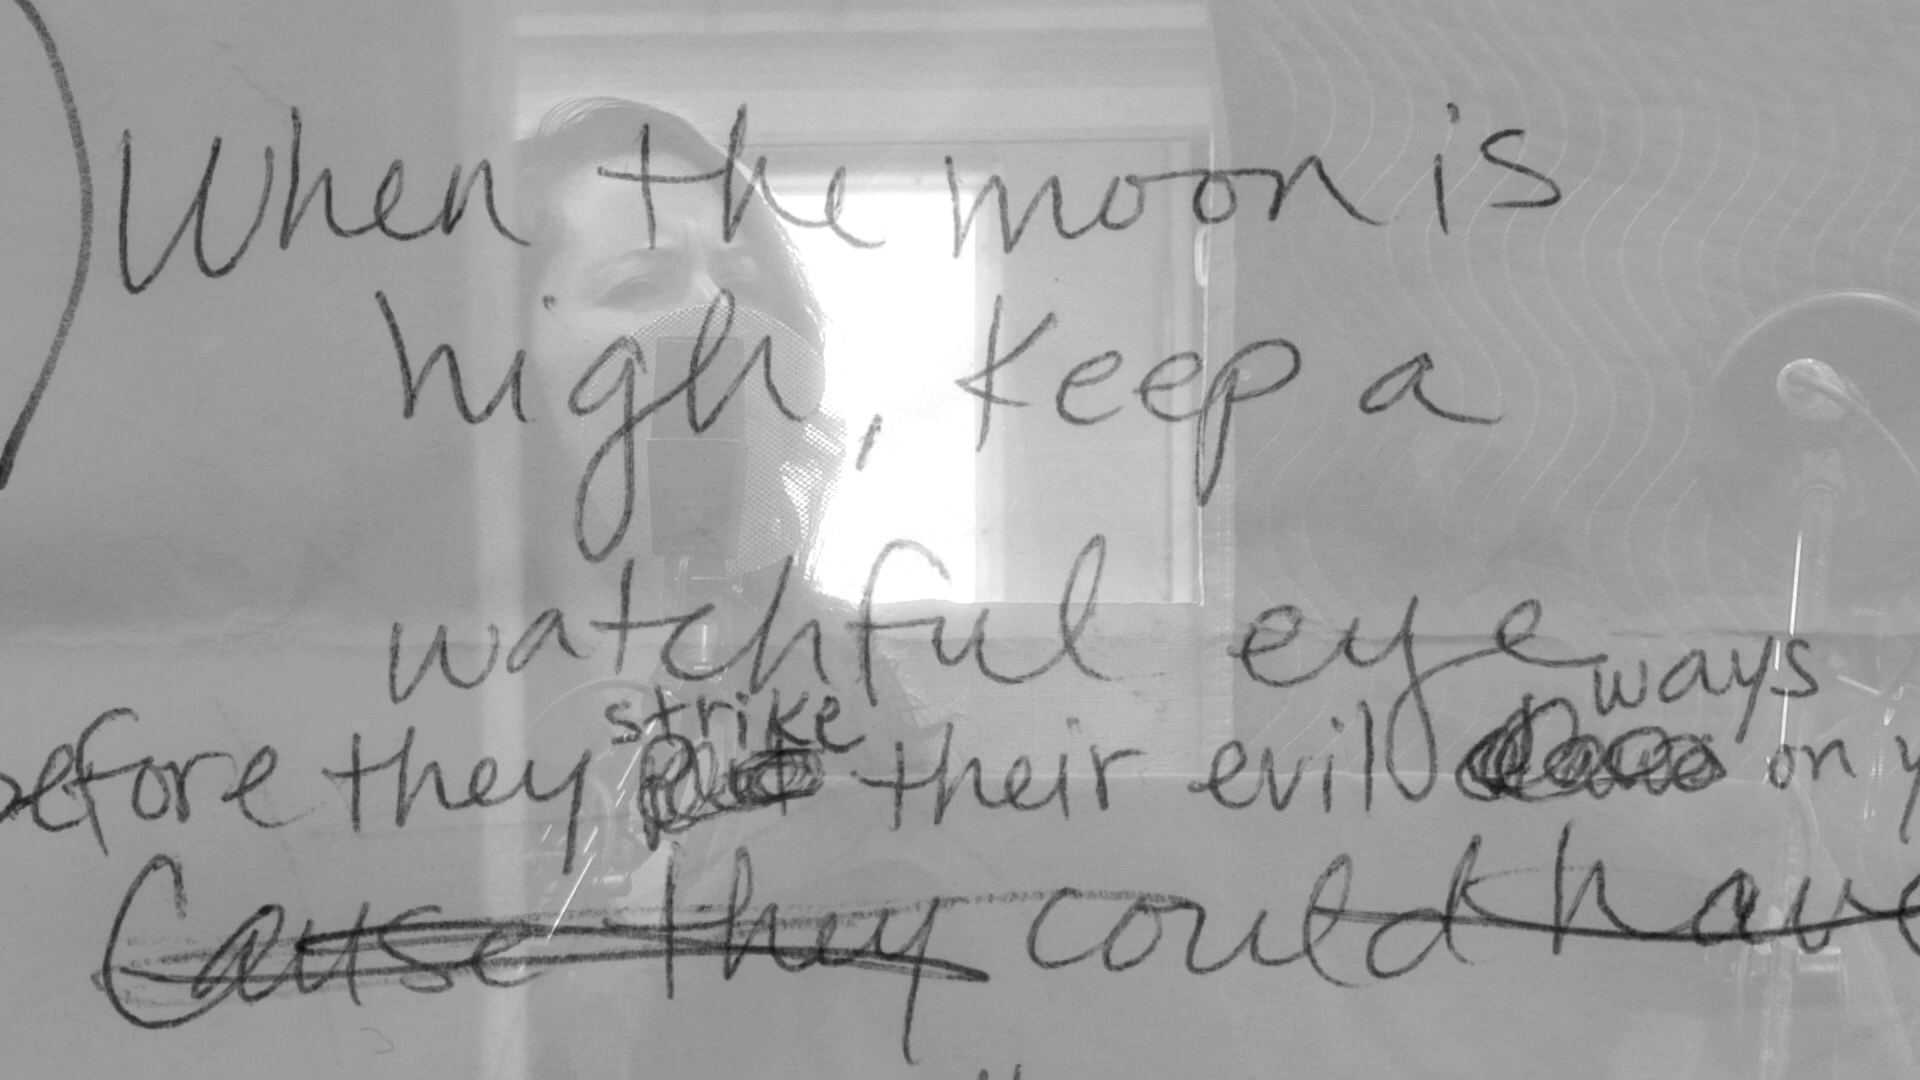 When the moon is
high, keep a
watchful eye
before they strike their evil ways on y
Cause they could have